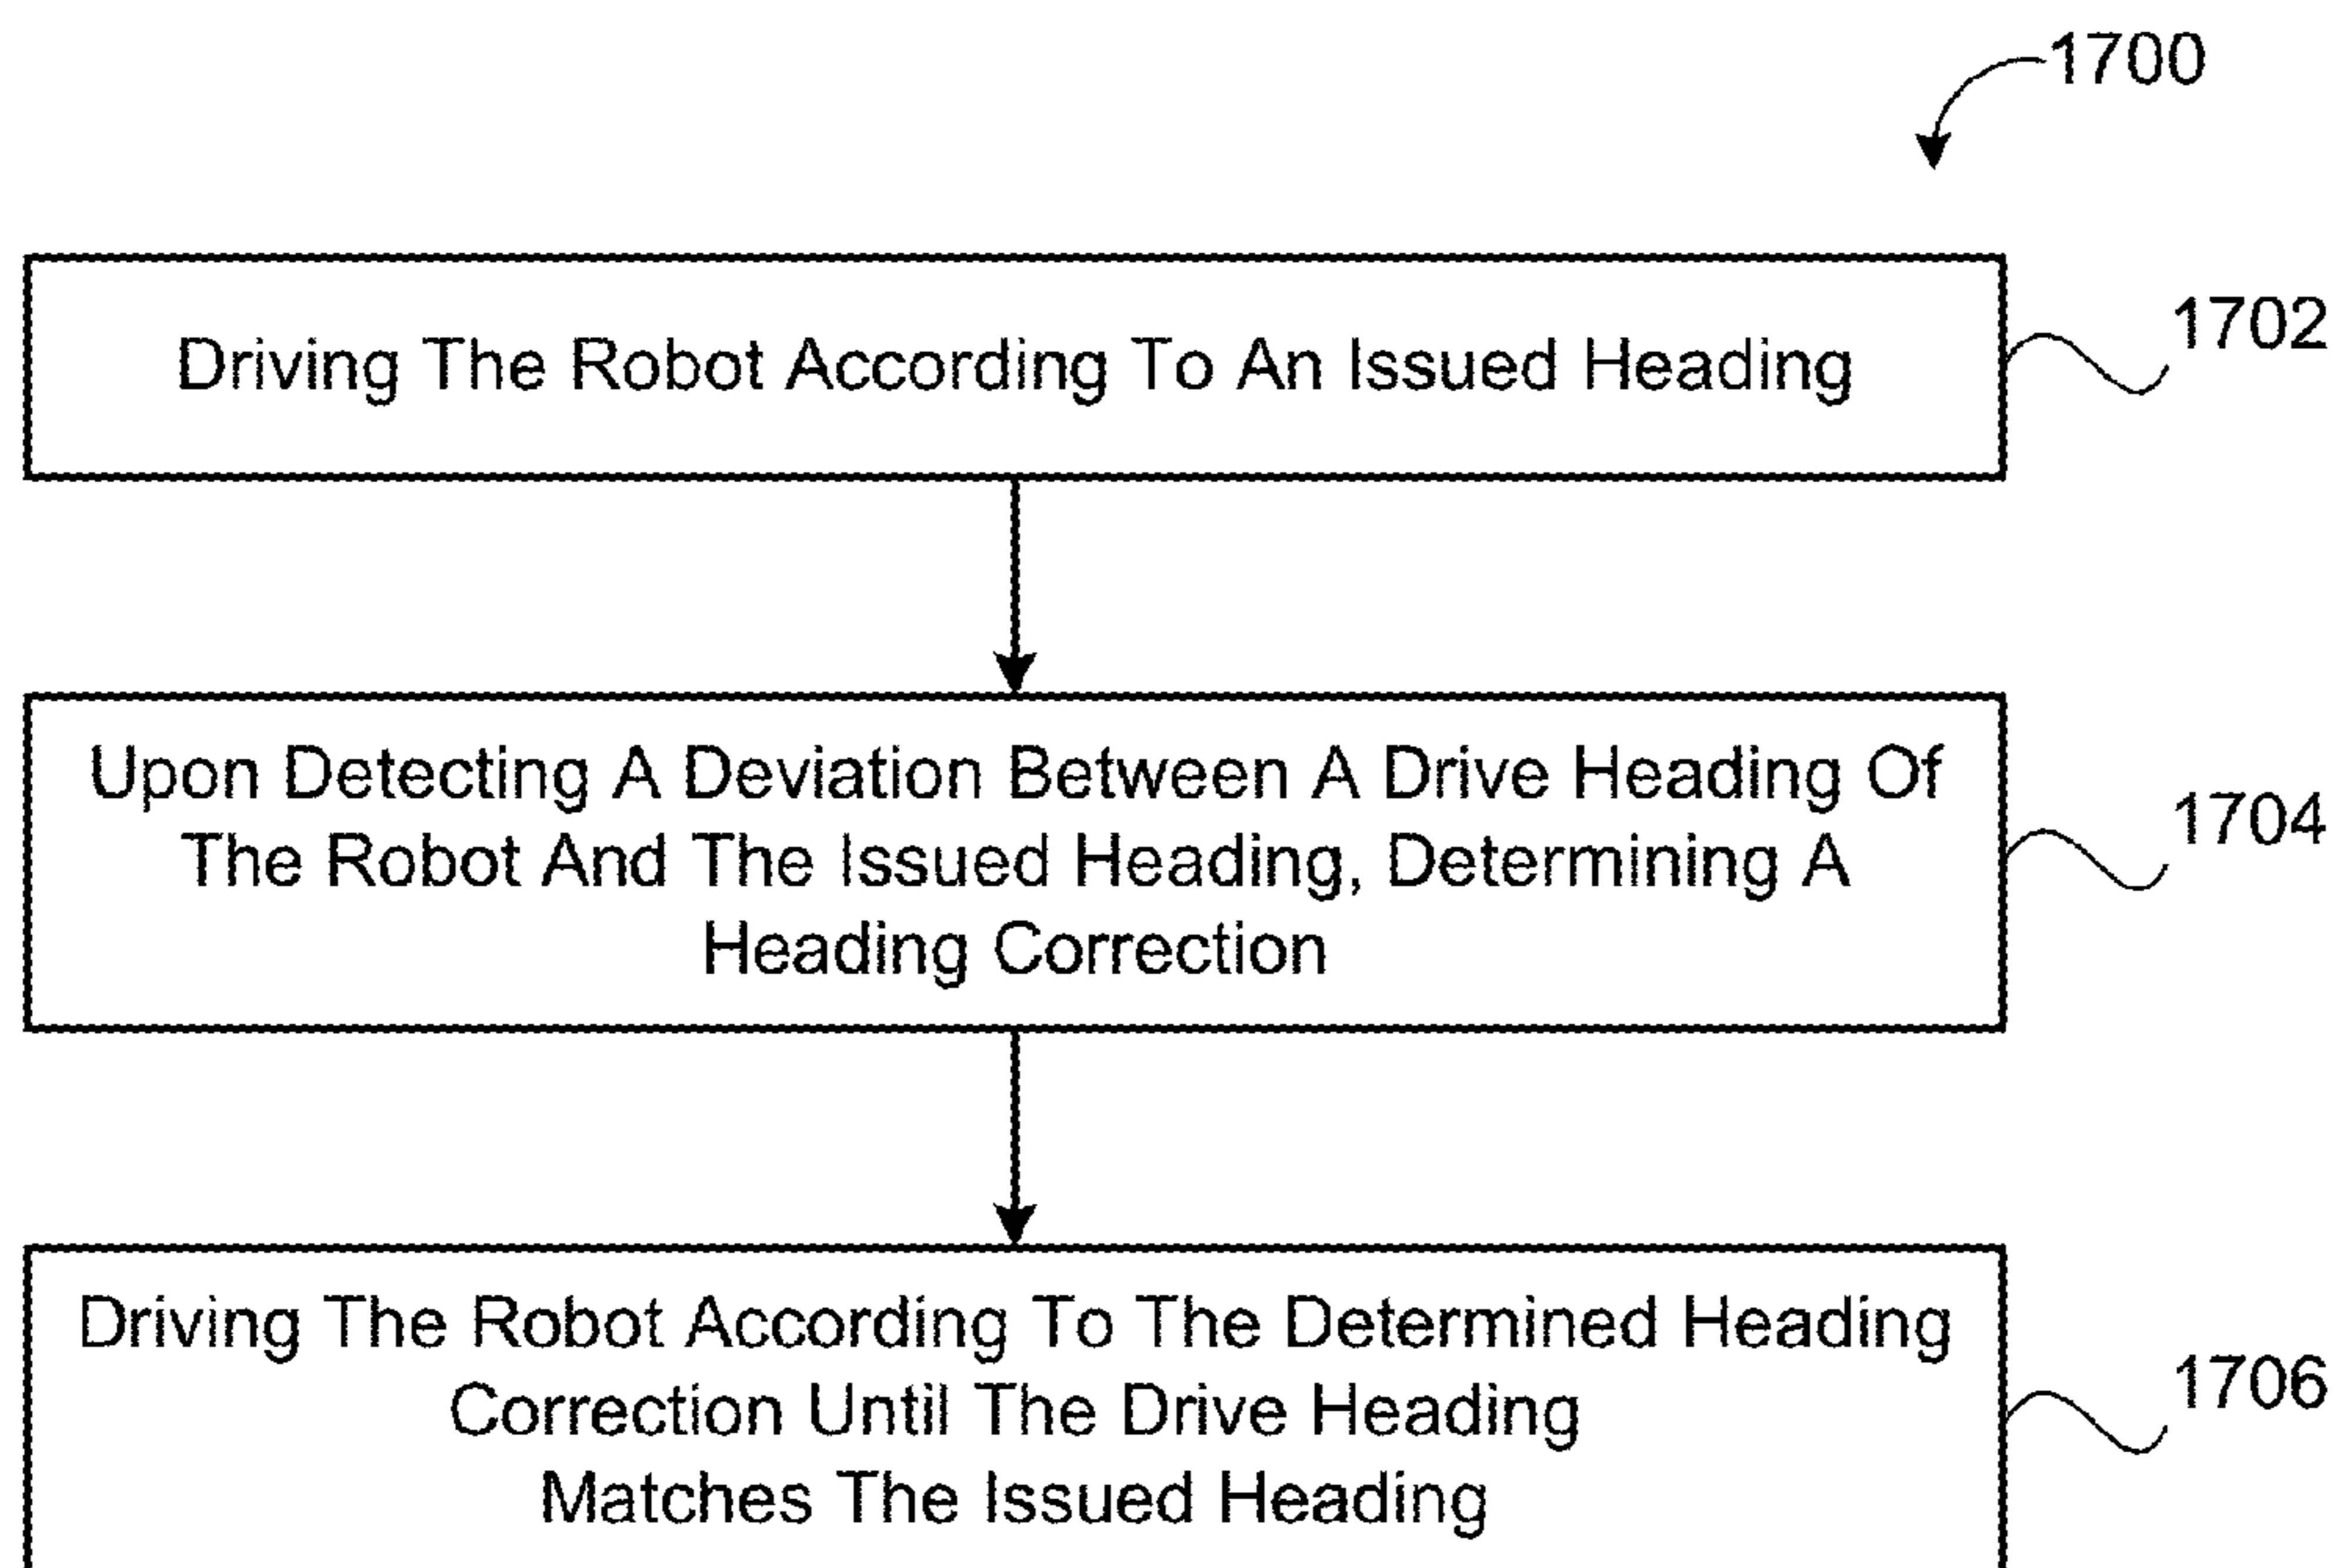 1700
Driving The Robot According To An Issued Heading
1702
Upon Detecting A Deviation Between A Drive Heading Of
The Robot And The Issued Heading, Determining A
Heading Correction
1704
Driving The Robot According To The Determined Heading
Correction Until The Drive Heading
Matches The Issued Heading
1706